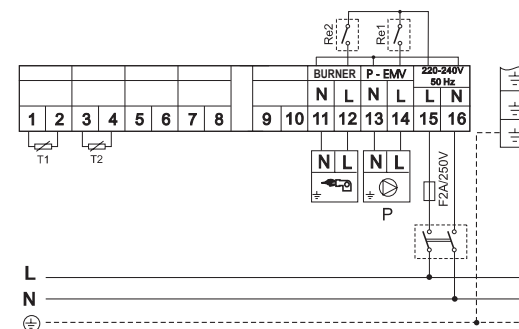 Re2 Re1
BURNER P - EMV 220-240V
50 Hz
N L N L L N
1 2 3 4 5 6 7 8 9 10 11 12 13 14 15 16
T1 T2
N L N L
F2A/250V
P
L
N